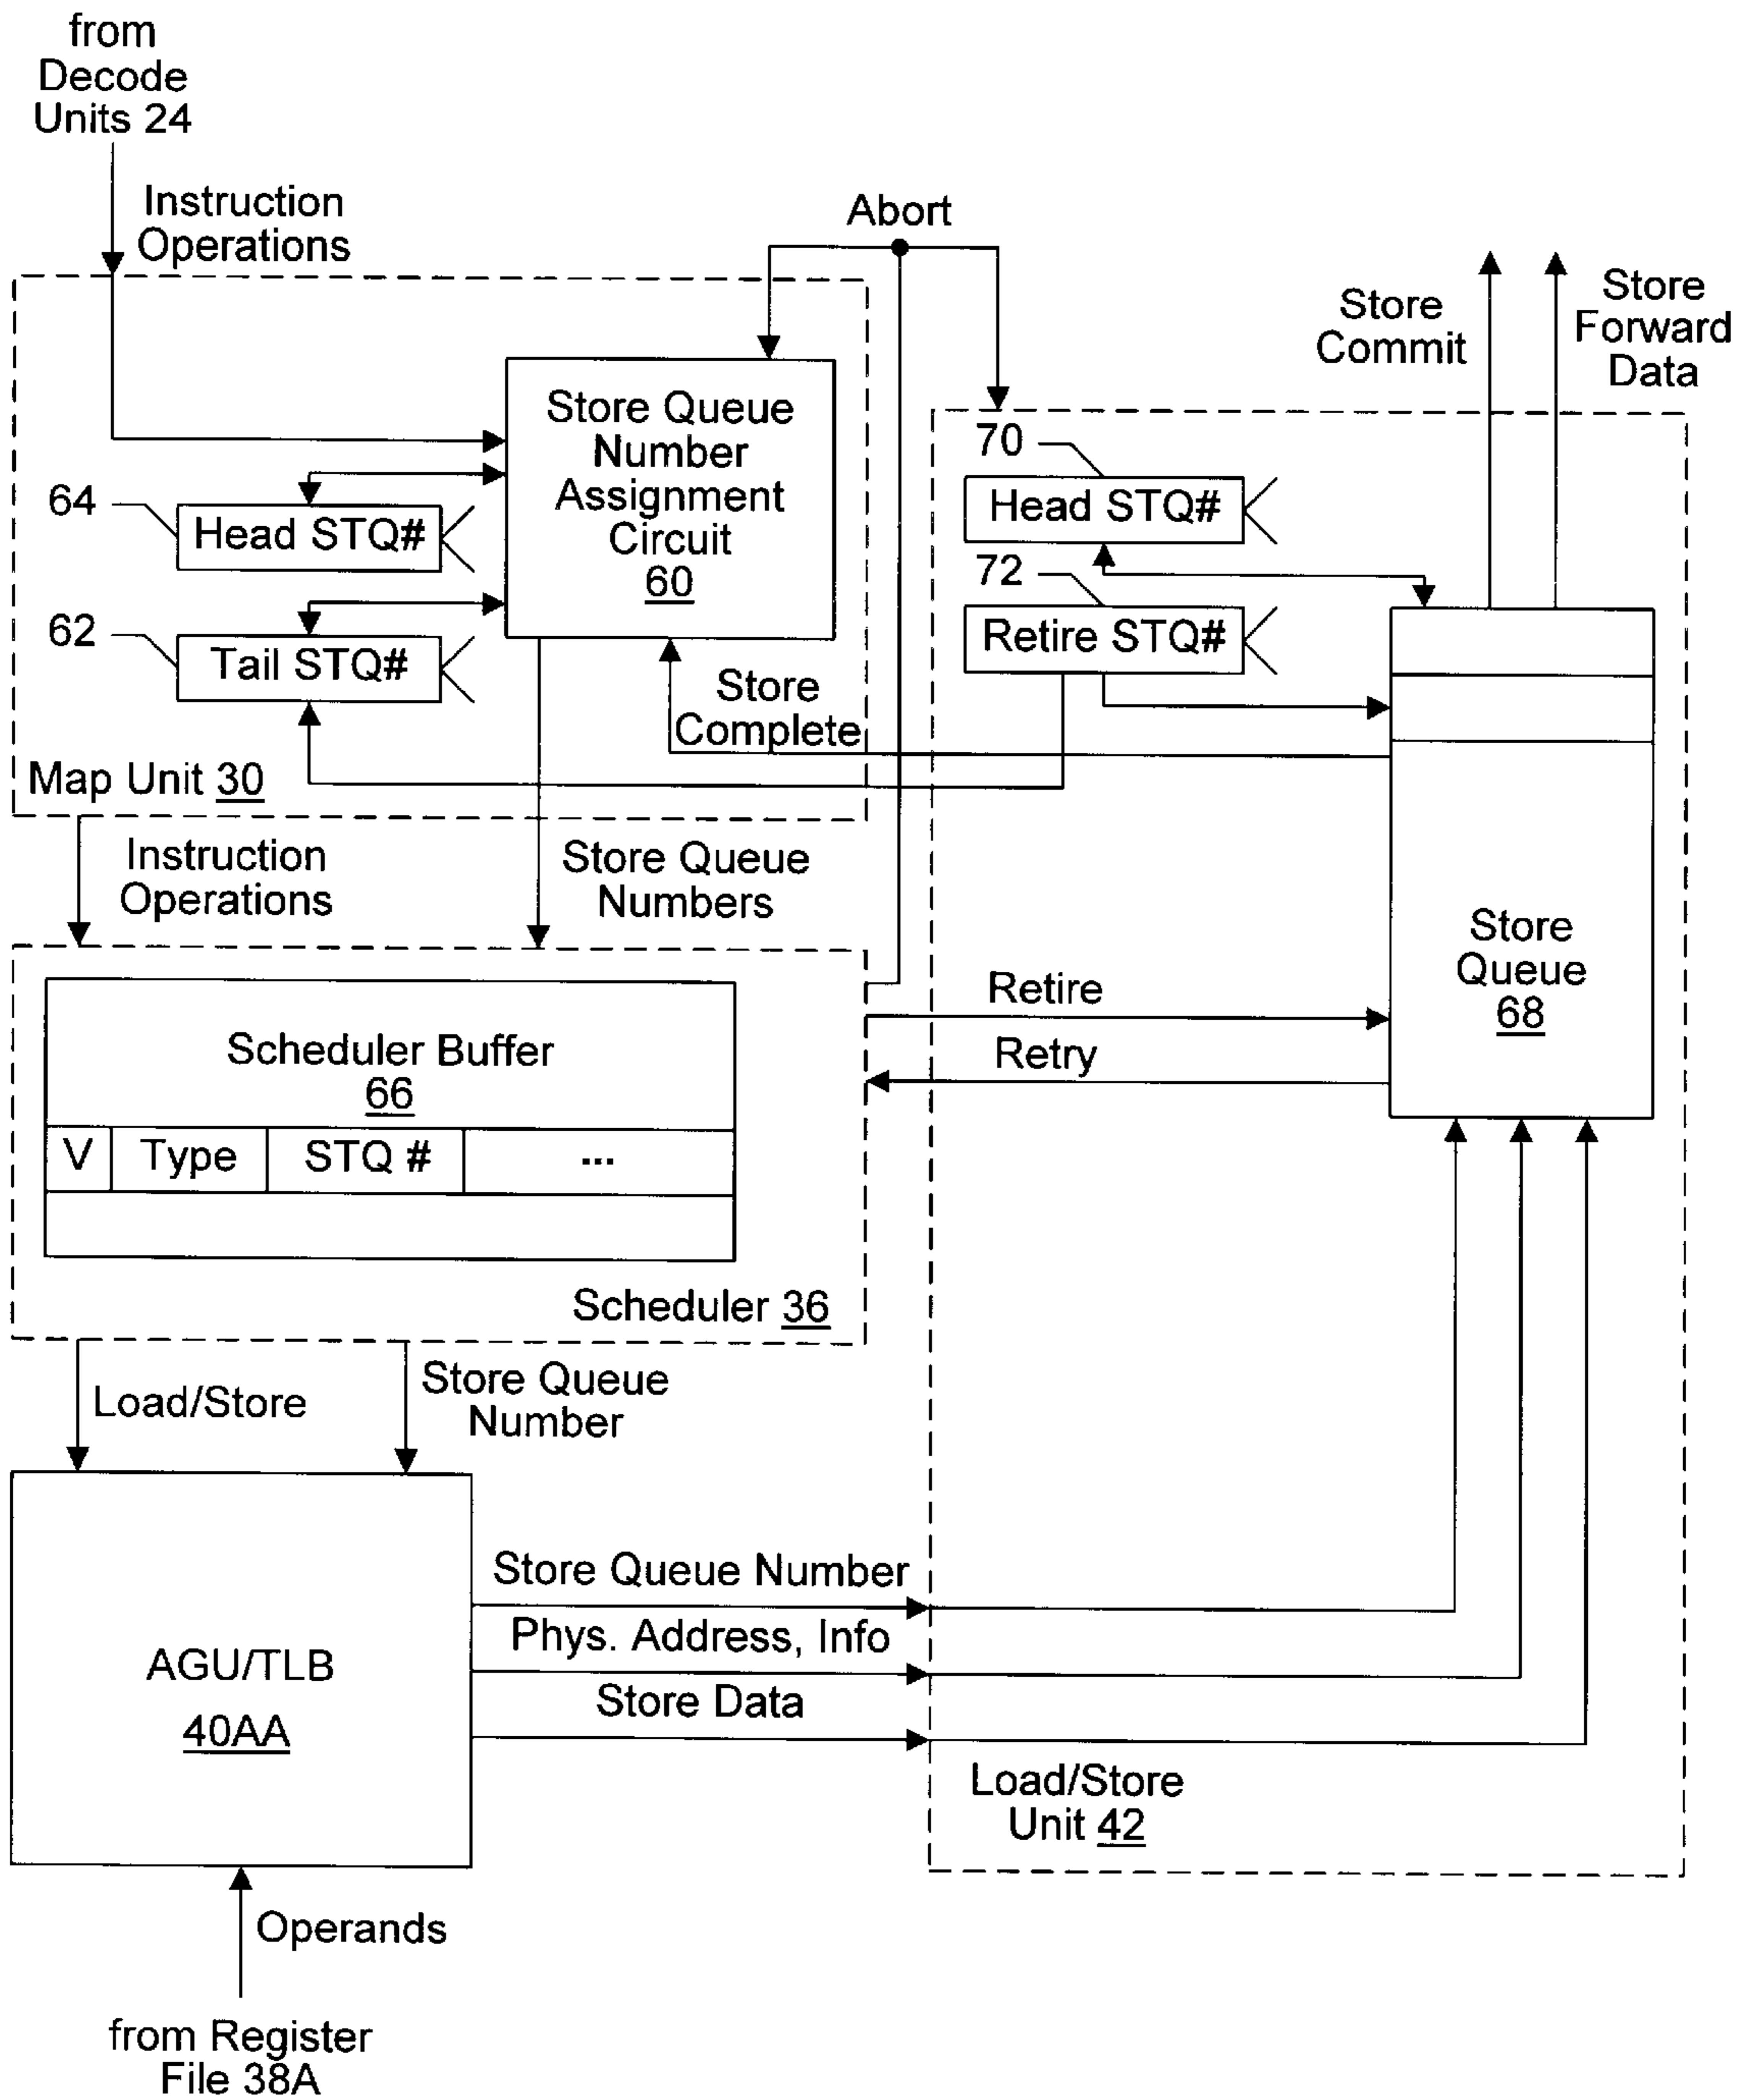 from
Decode
Units 24
Instruction
Operations
Abort
Store
Commit
Store
Forward
Data
Store Queue
Number
Assignment
Circuit
60
64
Head STQ#
62
Tail STQ#
70
Head STQ#
72
Retire STQ#
Store
Complete
Map Unit 30
Instruction
Operations
Store Queue
Numbers
Store
Queue
68
Retire
Retry
Scheduler Buffer
66
V
Type
STQ #
...
Scheduler 36
Load/Store
Store Queue
Number
Store Queue Number
Phys. Address, Info
Store Data
AGU/TLB
40AA
Load/Store
Unit 42
Operands
from Register
File 38A